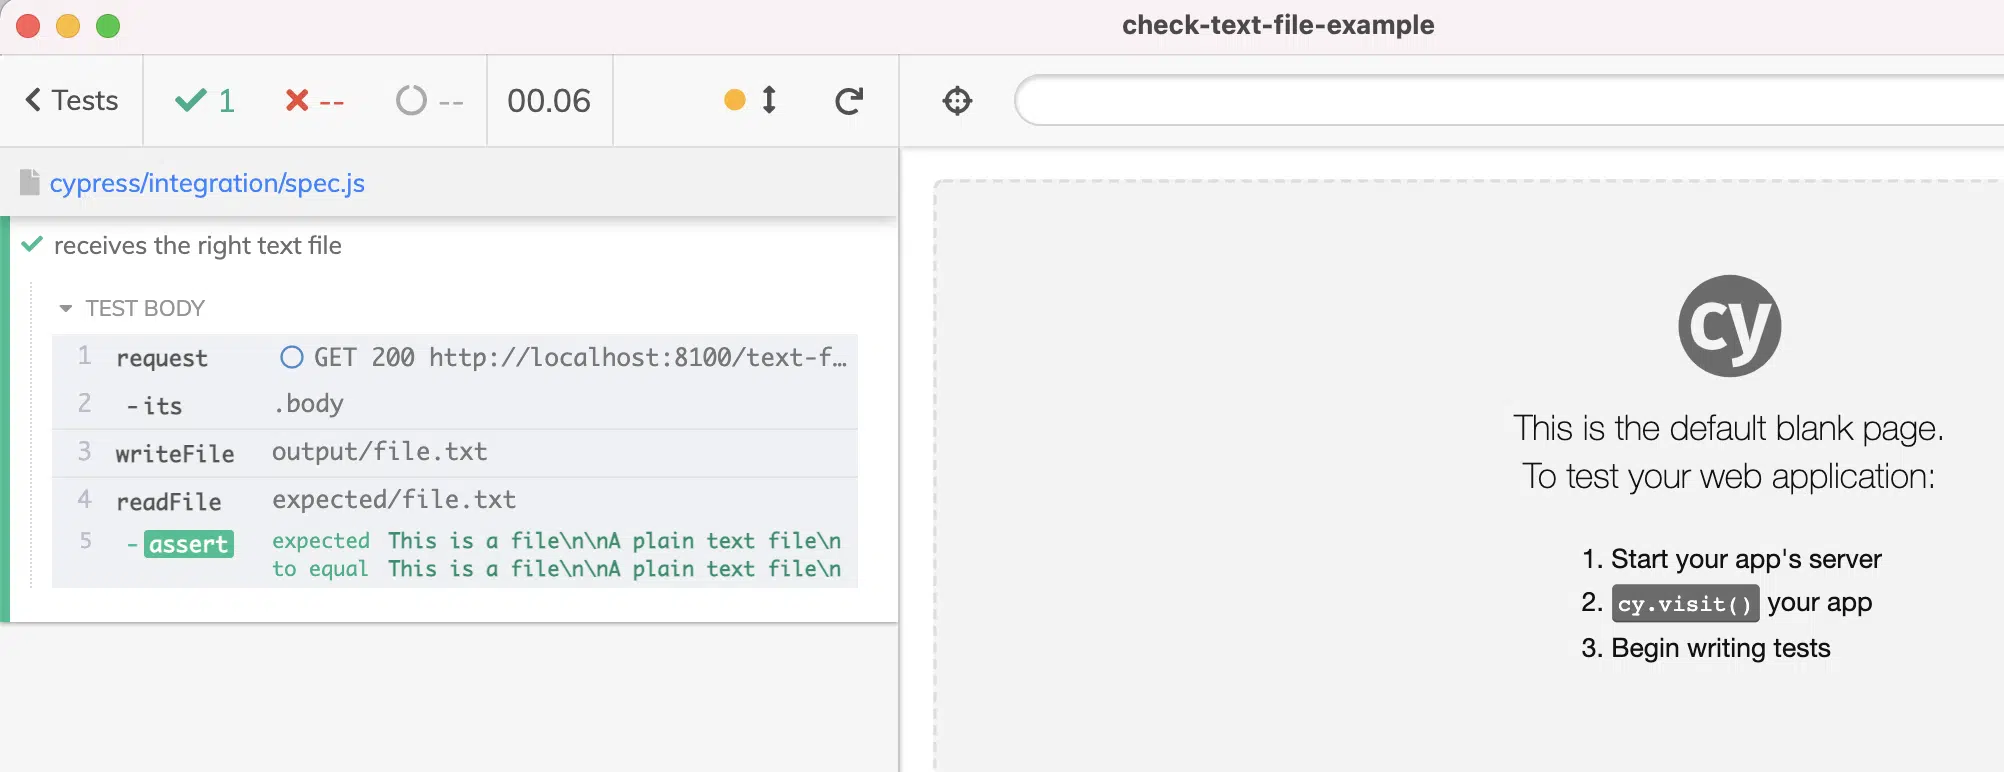 check-text-file-example
Tests
1
--
--
00.06
cypress/integration/spec.js
receives the right text file
TEST BODY
1 request GET 200 http://localhost:8100/text-f…
2 -its .body
3 writeFile output/file.txt
4 readFile expected/file.txt
5 -assert expected This is a file\n\nA plain text file\n
to equal This is a file\n\nA plain text file\n
cy
This is the default blank page.
To test your web application:
1. Start your app's server
2. cy.visit() your app
3. Begin writing tests